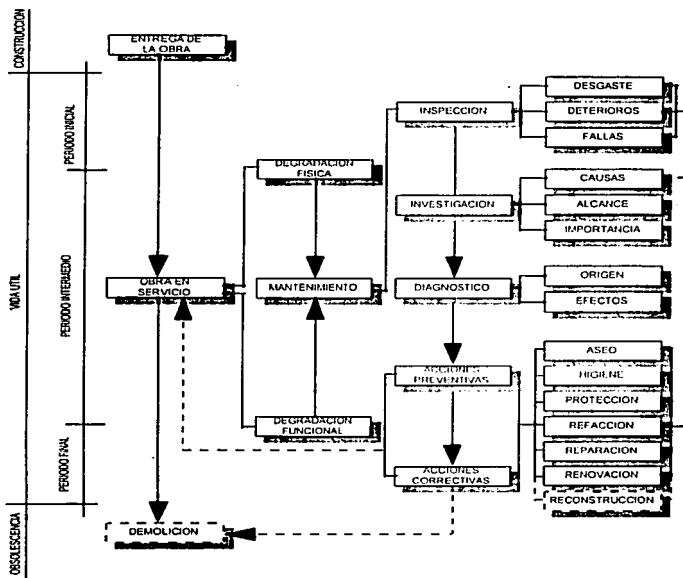 CONSTRUCCION
VIDA UTIL
OBSOLESCENCIA
PERIODO INICIAL
PERIODO INTERMEDIO
PERIODO FINAL
ENTREGA DE
LA OBRA
OBRA EN
SERVICIO
DEMOLICION
DEGRADACION
FISICA
MANTENIMIENTO
DEGRADACION
FUNCIONAL
INSPECCION
INVESTIGACION
DIAGNOSTICO
ACCIONES
PREVENTIVAS
ACCIONES
CORRECTIVAS
DESGASTE
DETERIOROS
FALLAS
CAUSAS
ALCANCE
IMPORTANCIA
ORIGEN
EFECTOS
ASEO
HIGIENE
PROTECCION
REFACCION
REPARACION
RENOVACION
RECONSTRUCCION